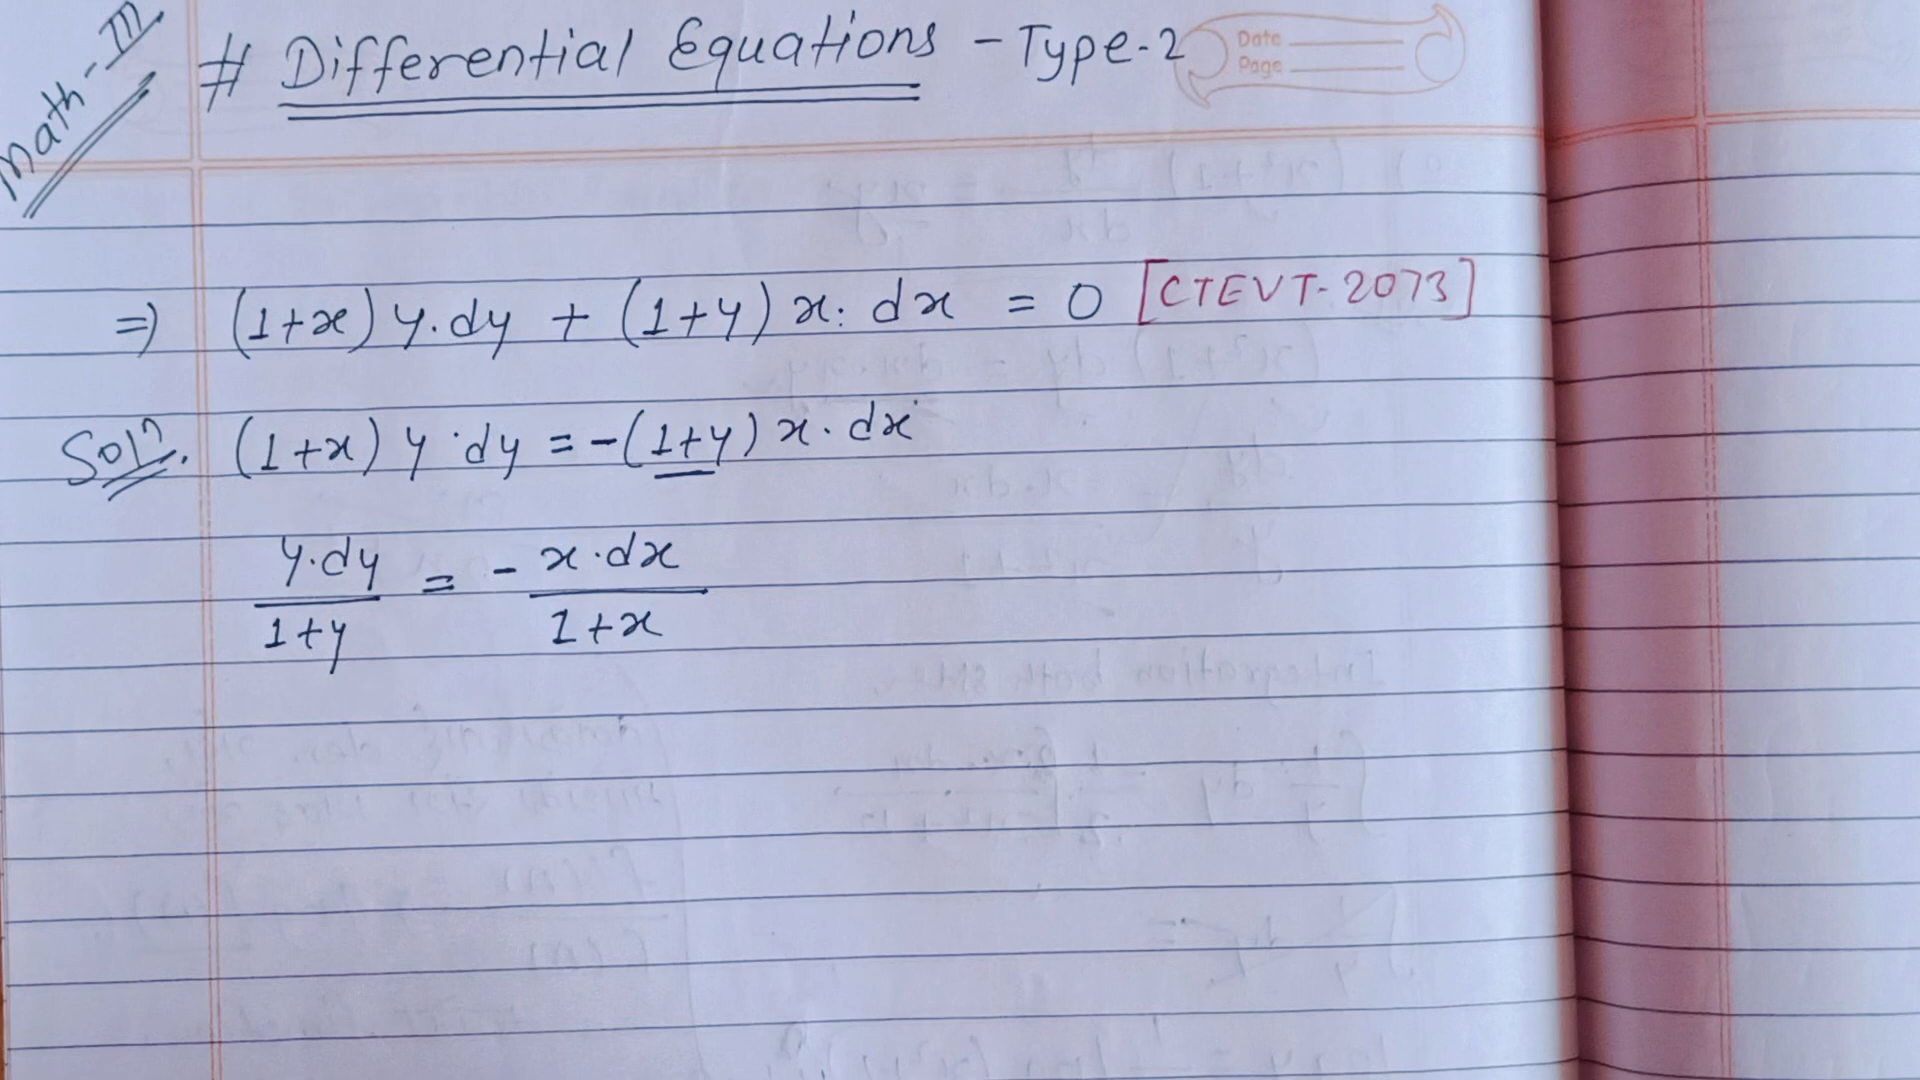 Math-III
# Differential Equations - Type-2
Date
Page
=) (1+x) y.dy + (1+y) x. dx = 0 [CTEVT-2073]
Solⁿ. (1+x) y.dy = -(1+y) x.dx
y.dy/1+y = - x.dx/1+x